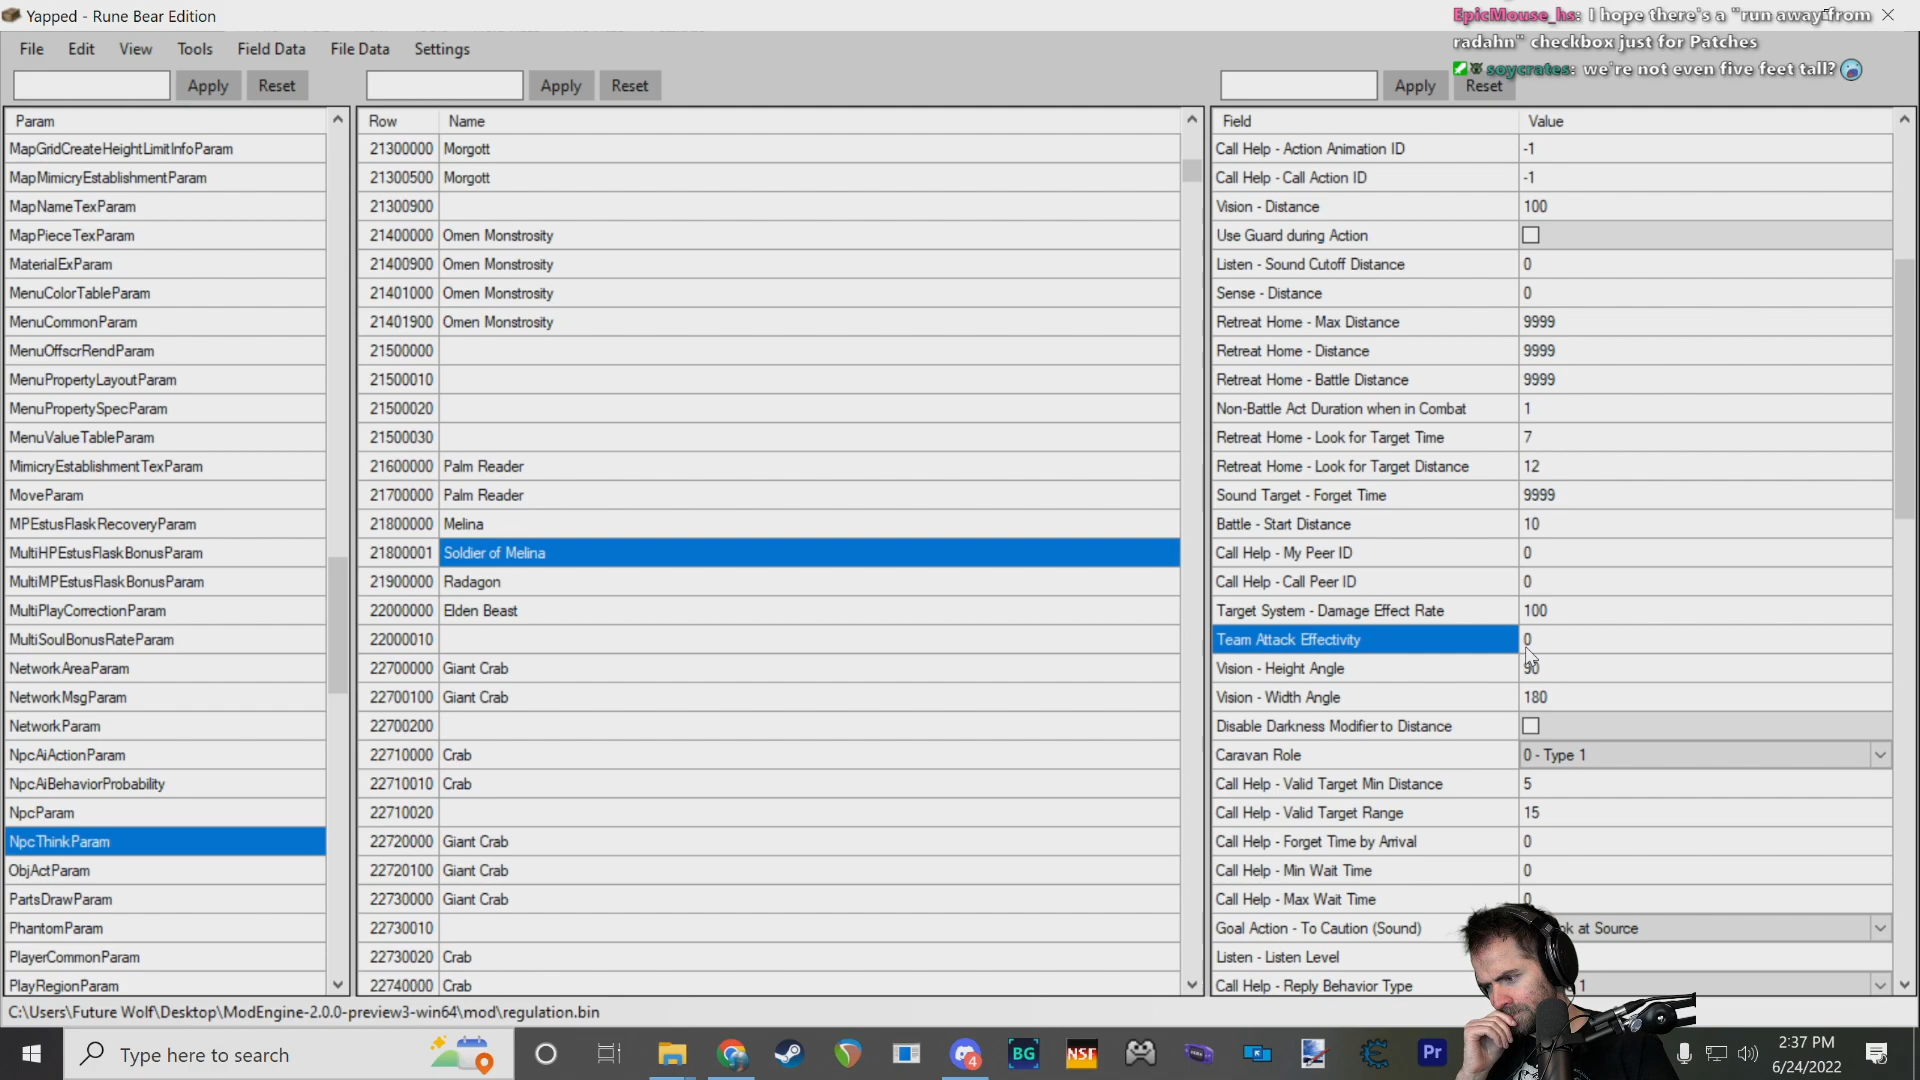 Yapped - Rune Bear Edition
EpicMouse_hs: I hope there's a "run away from
radahn" checkbox just for Patches
soycrates: we're not even five feet tall?
File Edit View Tools Field Data File Data Settings
Apply Reset Apply Reset Apply Reset
Param
MapGridCreateHeightLimitInfoParam
MapMimicryEstablishmentParam
MapNameTexParam
MapPieceTexParam
MaterialExParam
MenuColorTableParam
MenuCommonParam
MenuOffscrRendParam
MenuPropertyLayoutParam
MenuPropertySpecParam
MenuValueTableParam
MimicryEstablishmentTexParam
MoveParam
MPEstusFlaskRecoveryParam
MultiHPEstusFlaskBonusParam
MultiMPEstusFlaskBonusParam
MultiPlayCorrectionParam
MultiSoulBonusRateParam
NetworkAreaParam
NetworkMsgParam
NetworkParam
NpcAiActionParam
NpcAiBehaviorProbability
NpcParam
NpcThinkParam
ObjActParam
PartsDrawParam
PhantomParam
PlayerCommonParam
PlayRegionParam
Row Name
21300000 Morgott
21300500 Morgott
21300900
21400000 Omen Monstrosity
21400900 Omen Monstrosity
21401000 Omen Monstrosity
21401900 Omen Monstrosity
21500000
21500010
21500020
21500030
21600000 Palm Reader
21700000 Palm Reader
21800000 Melina
21800001 Soldier of Melina
21900000 Radagon
22000000 Elden Beast
22000010
22700000 Giant Crab
22700100 Giant Crab
22700200
22710000 Crab
22710010 Crab
22710020
22720000 Giant Crab
22720100 Giant Crab
22730000 Giant Crab
22730010
22730020 Crab
22740000 Crab
Field Value
Call Help - Action Animation ID -1
Call Help - Call Action ID -1
Vision - Distance 100
Use Guard during Action
Listen - Sound Cutoff Distance 0
Sense - Distance 0
Retreat Home - Max Distance 9999
Retreat Home - Distance 9999
Retreat Home - Battle Distance 9999
Non-Battle Act Duration when in Combat 1
Retreat Home - Look for Target Time 7
Retreat Home - Look for Target Distance 12
Sound Target - Forget Time 9999
Battle - Start Distance 10
Call Help - My Peer ID 0
Call Help - Call Peer ID 0
Target System - Damage Effect Rate 100
Team Attack Effectivity 0
Vision - Height Angle 90
Vision - Width Angle 180
Disable Darkness Modifier to Distance
Caravan Role 0 - Type 1
Call Help - Valid Target Min Distance 5
Call Help - Valid Target Range 15
Call Help - Forget Time by Arrival 0
Call Help - Min Wait Time 0
Call Help - Max Wait Time 0
Goal Action - To Caution (Sound) at Source
Listen - Listen Level
Call Help - Reply Behavior Type 1
C:\Users\Future Wolf\Desktop\ModEngine-2.0.0-preview3-win64\mod\regulation.bin
Type here to search
BG
NSF
4
Pr
2:37 PM
6/24/2022